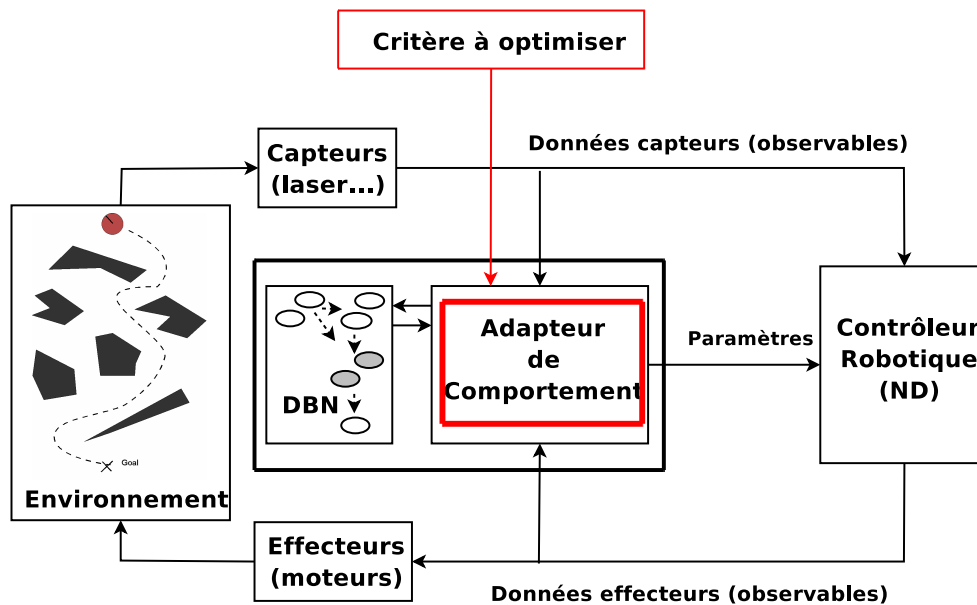 Critère à optimiser
Données capteurs (observables)
Capteurs
(laser...)
Adapteur
de
Comportement
Paramètres
Contrôleur
Robotique
(ND)
DBN
Goal
Environnement
Effecteurs
(moteurs)
Données effecteurs (observables)